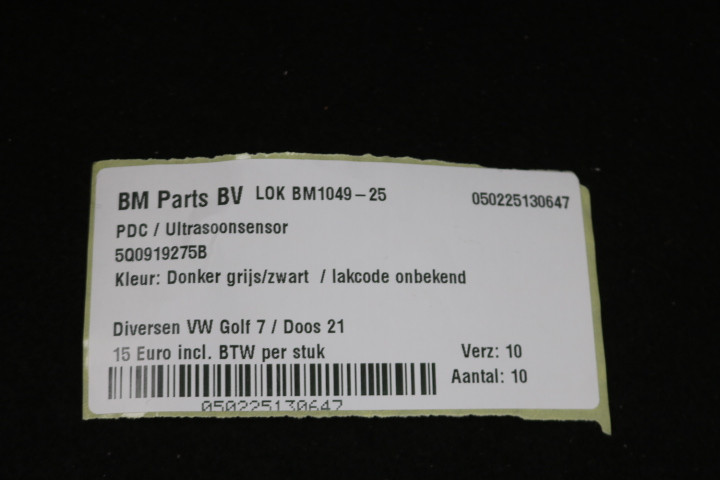 BM Parts BV LOK BM1049-25 050225130647
PDC / Ultrasoonsensor
5Q0919275B
Kleur: Donker grijs/zwart / lakcode onbekend
Diversen VW Golf 7 / Doos 21
15 Euro incl. BTW per stuk Verz: 10
Aantal: 10
050225130647